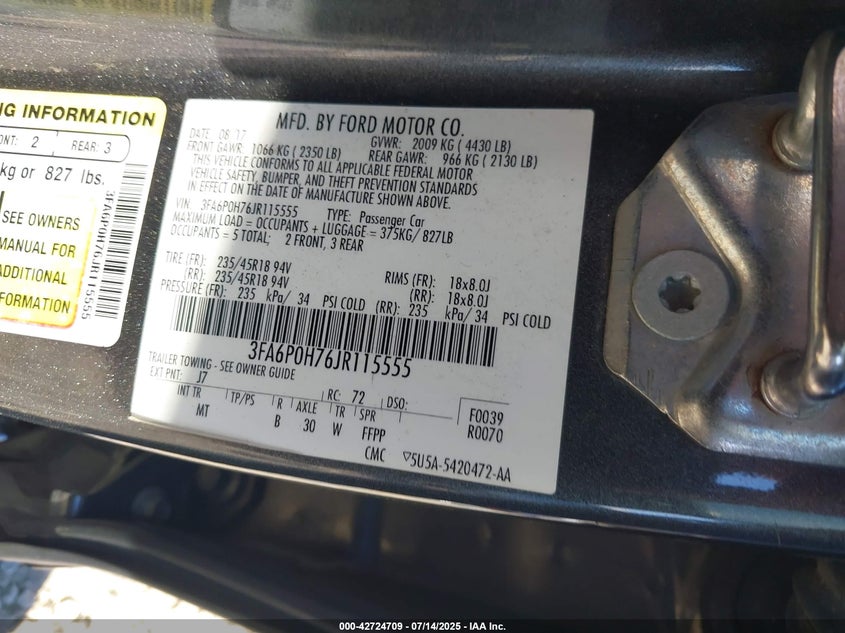 NG INFORMATION
NT: 2 REAR: 3
kg or 827 lbs.
SEE OWNERS
MANUAL FOR
ADDITIONAL
INFORMATION
3FA6P0H76JR115555
MFD. BY FORD MOTOR CO.
DATE: 08 17 GVWR: 2009 KG ( 4430 LB)
FRONT GAWR: 1066 KG ( 2350 LB) REAR GAWR: 966 KG ( 2130 LB)
THIS VEHICLE CONFORMS TO ALL APPLICABLE FEDERAL MOTOR
VEHICLE SAFETY, BUMPER, AND THEFT PREVENTION STANDARDS
IN EFFECT ON THE DATE OF MANUFACTURE SHOWN ABOVE.
VIN: 3FA6P0H76JR115555 TYPE: Passenger Car
MAXIMUM LOAD = OCCUPANTS + LUGGAGE = 375KG/ 827LB
OCCUPANTS = 5 TOTAL; 2 FRONT, 3 REAR
TIRE (FR): 235/45R18 94V RIMS (FR): 18x8.0J
(RR): 235/45R18 94V (RR): 18x8.0J
PRESSURE (FR): 235 kPa/ 34 PSI COLD (RR): 235 kPa/ 34 PSI COLD
3FA6P0H76JR115555
TRAILER TOWING - SEE OWNER GUIDE
EXT PNT: J7 RC: 72 DSO: F0039
INT TR TP/PS R AXLE TR SPR R0070
MT B 30 W FFPP
CMC 5U5A-5420472-AA
000-42724709 - 07/14/2025 - IAA Inc.